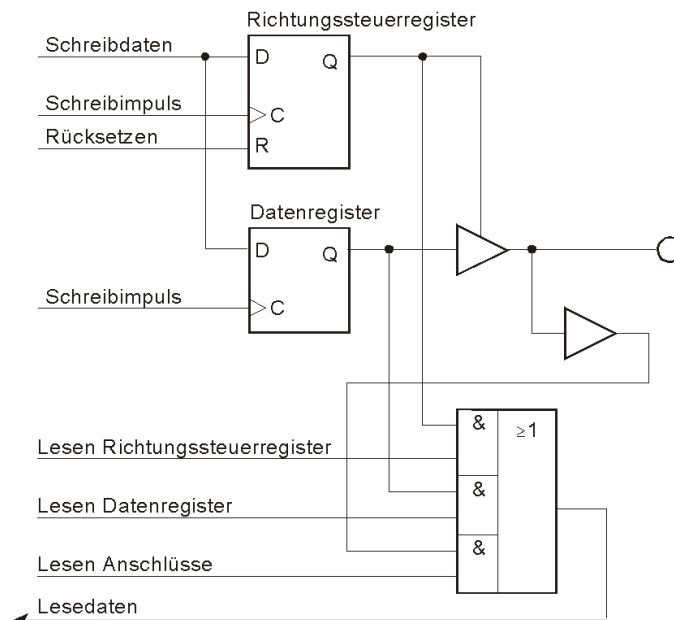 Richtungssteuerregister
Schreibdaten
D Q
Schreibimpuls
C
Rücksetzen
R
Datenregister
D Q
Schreibimpuls
C
& ≥1
Lesen Richtungssteuerregister
&
Lesen Datenregister
&
Lesen Anschlüsse
Lesedaten